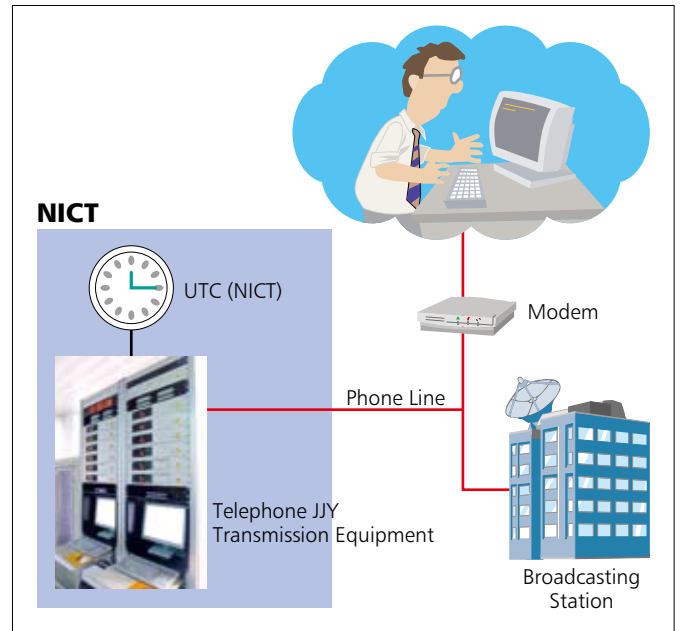 NICT
UTC (NICT)
Modem
Phone Line
Telephone JJY
Transmission Equipment
Broadcasting
Station